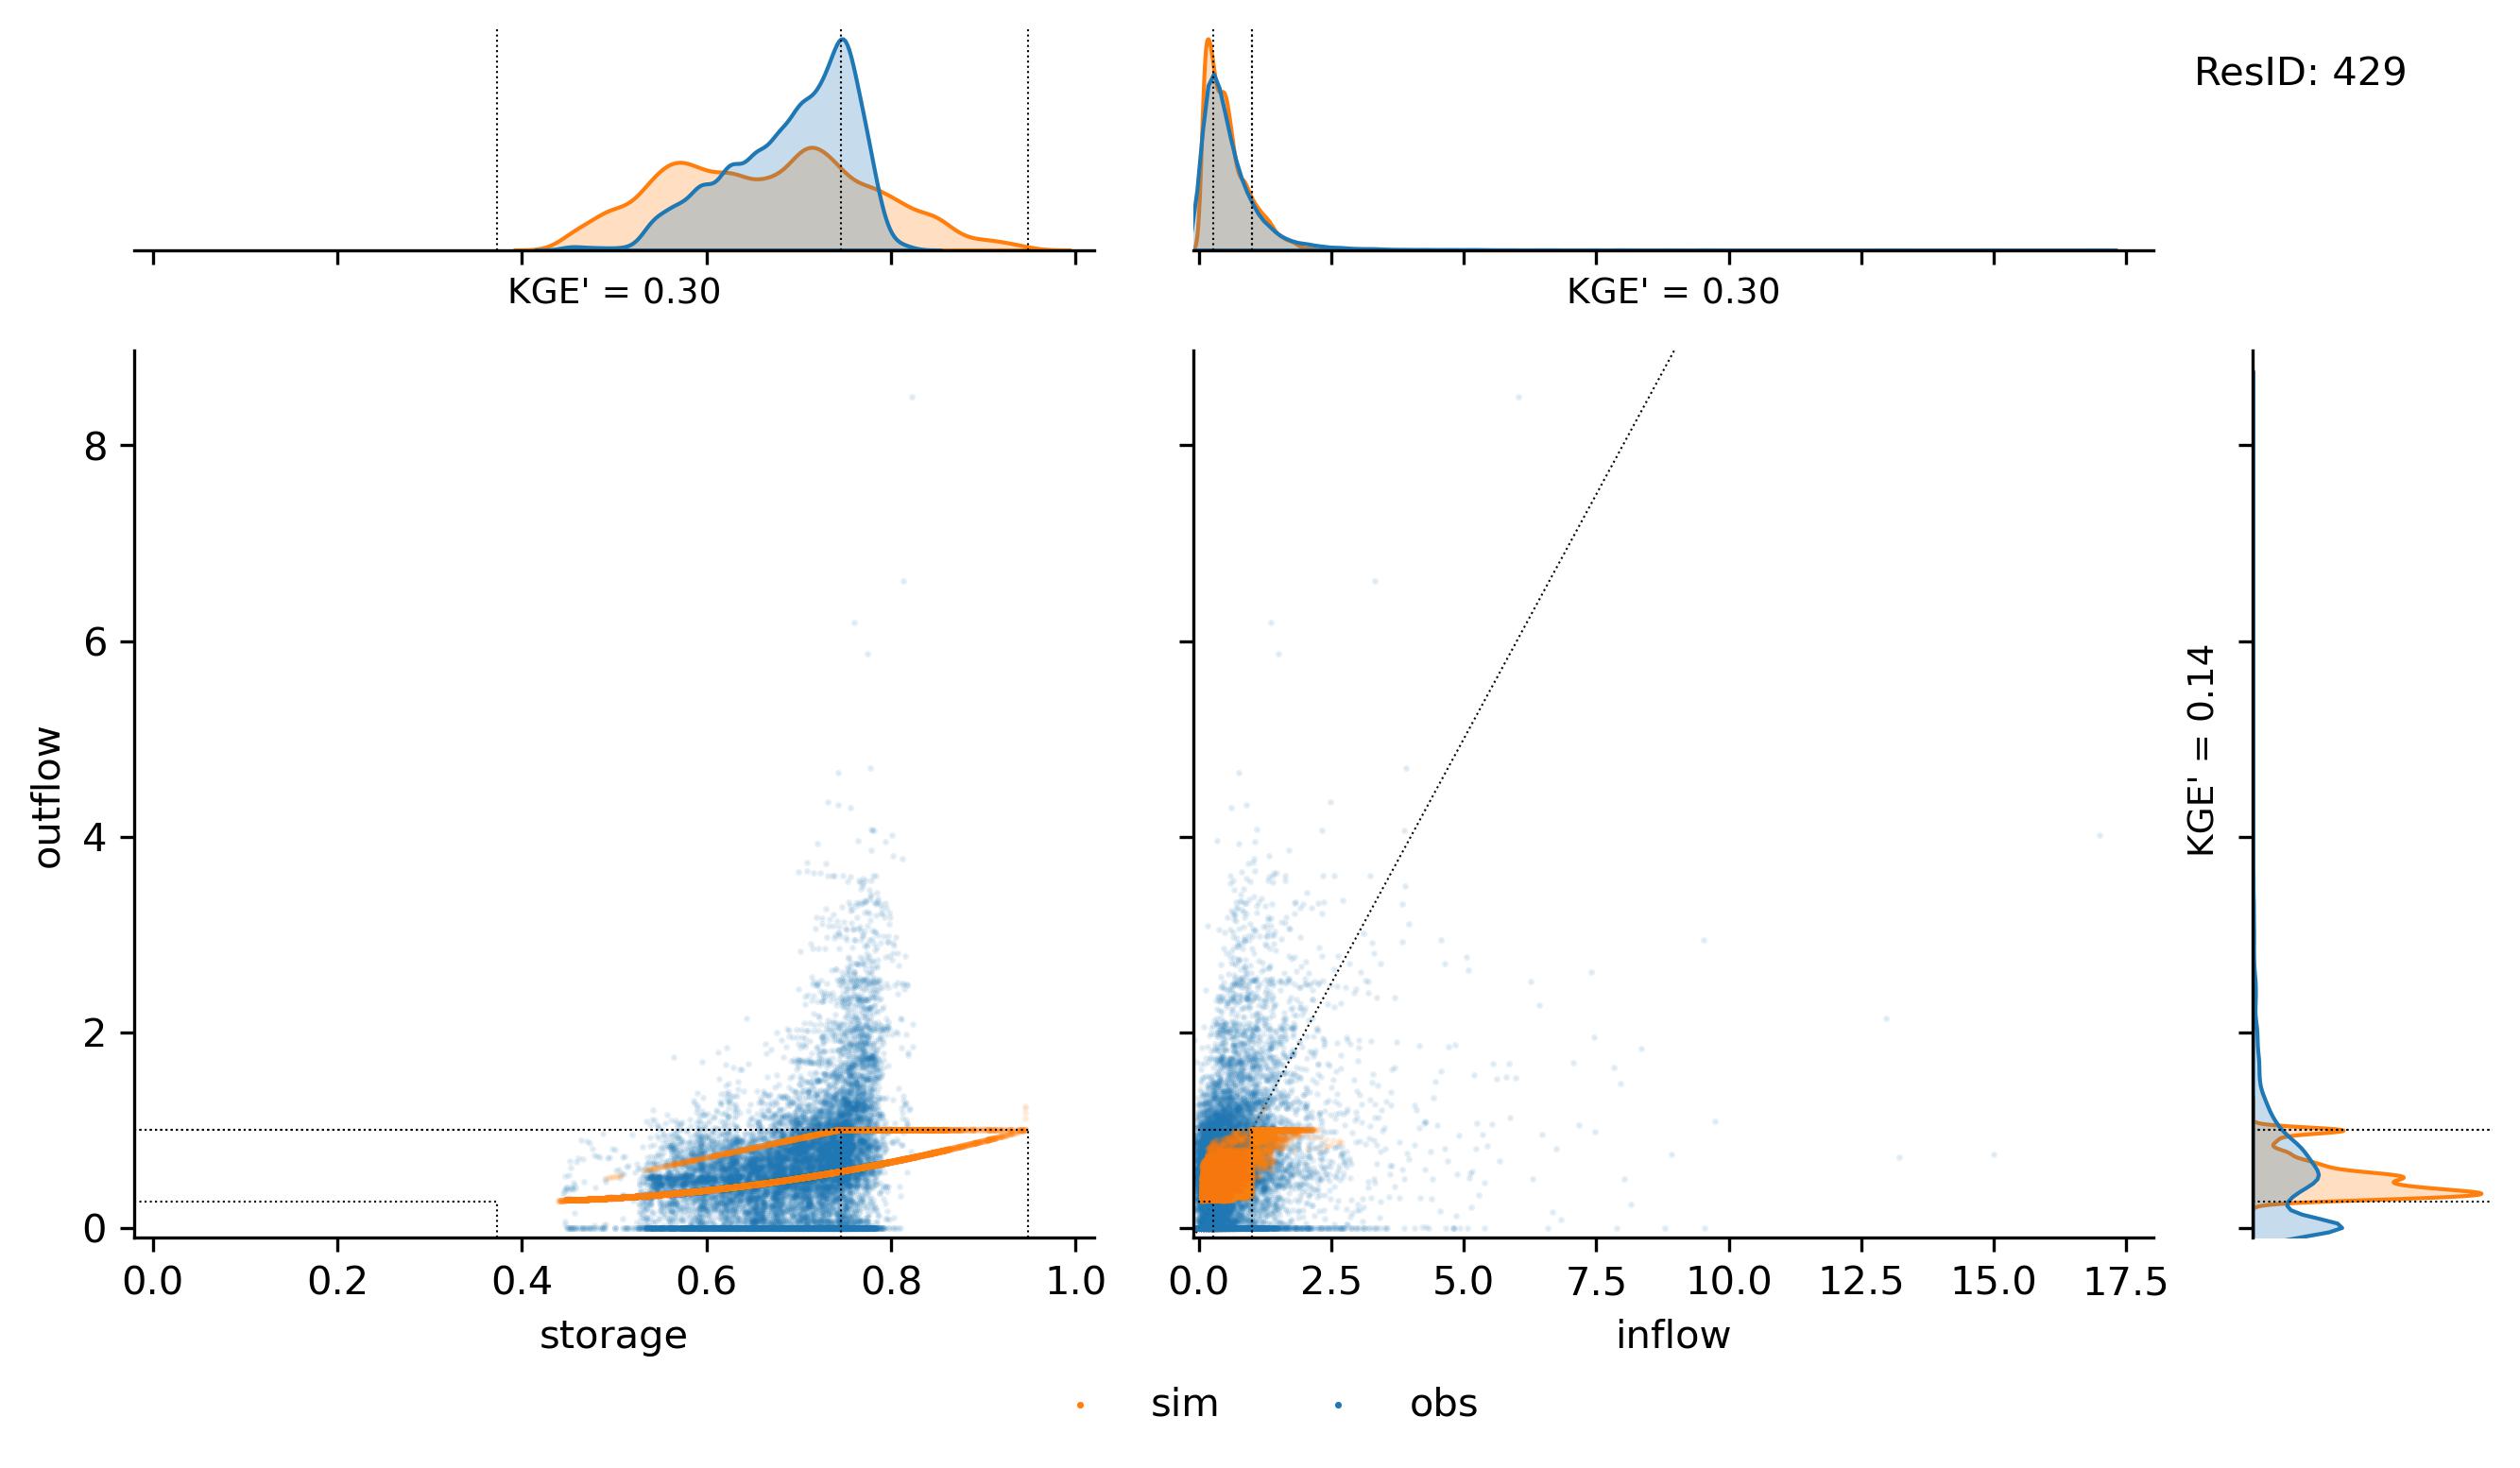 ResID: 429
KGE' = 0.30
KGE' = 0.30
8
6
4
2
0
outflow
KGE' = 0.14
0.0 0.2 0.4 0.6 0.8 1.0
0.0 2.5 5.0 7.5 10.0 12.5 15.0 17.5
storage
inflow
sim obs